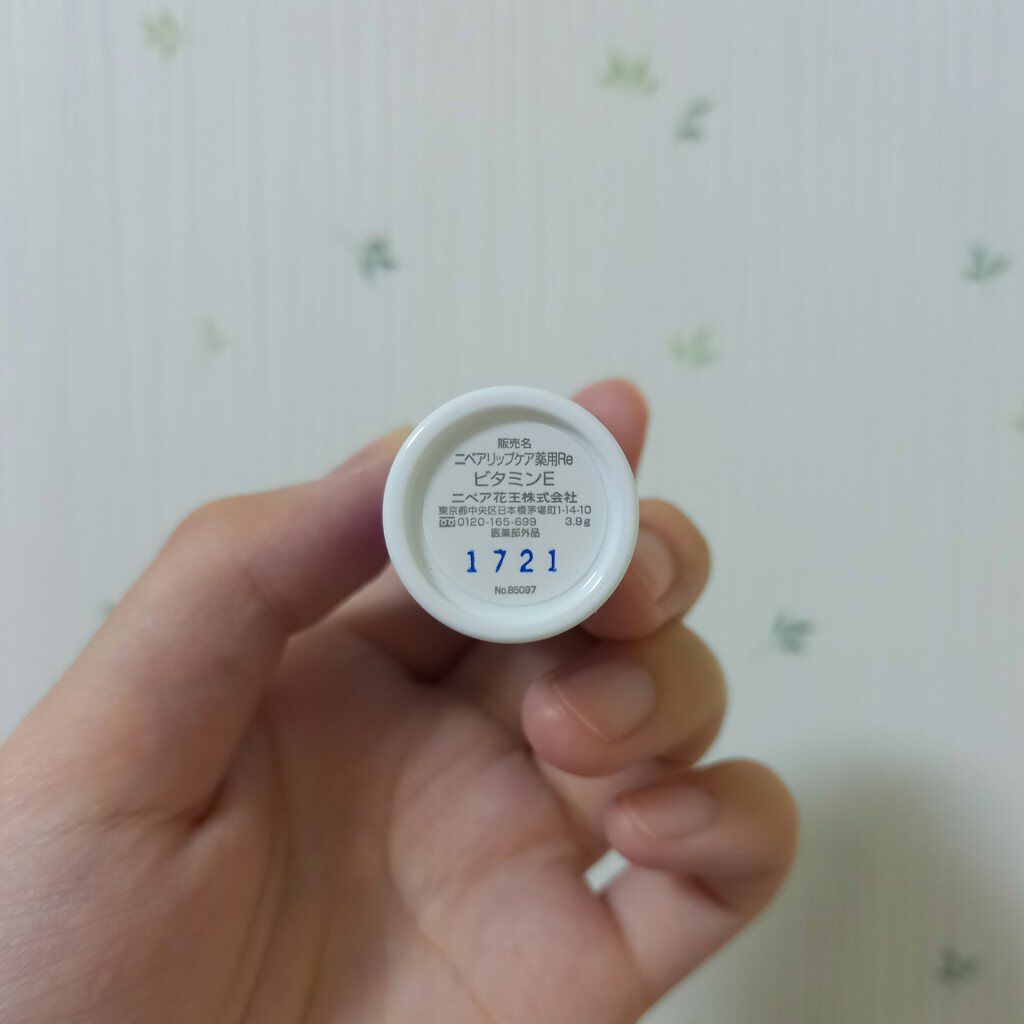 販売名
ニベアリップケア薬用Re
ビタミンE
ニベア花王株式会社
東京都中央区日本橋茅場町1-14-10
0120-165-699 3.9g
医薬部外品
1721
No.85097